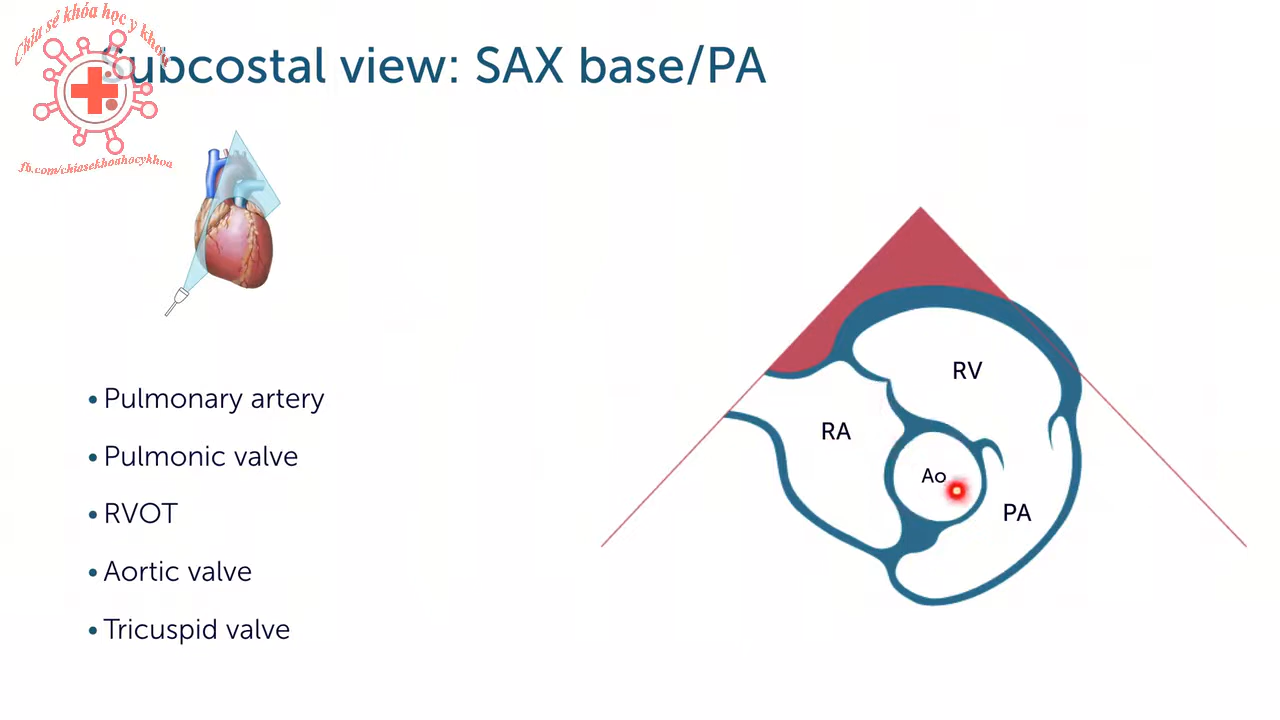 Chia sẻ khóa học y khoa
Subcostal view: SAX base/PA
fb.com/chiasekhoahocykhoa
• Pulmonary artery
• Pulmonic valve
• RVOT
• Aortic valve
• Tricuspid valve
RV
RA
Ao
PA